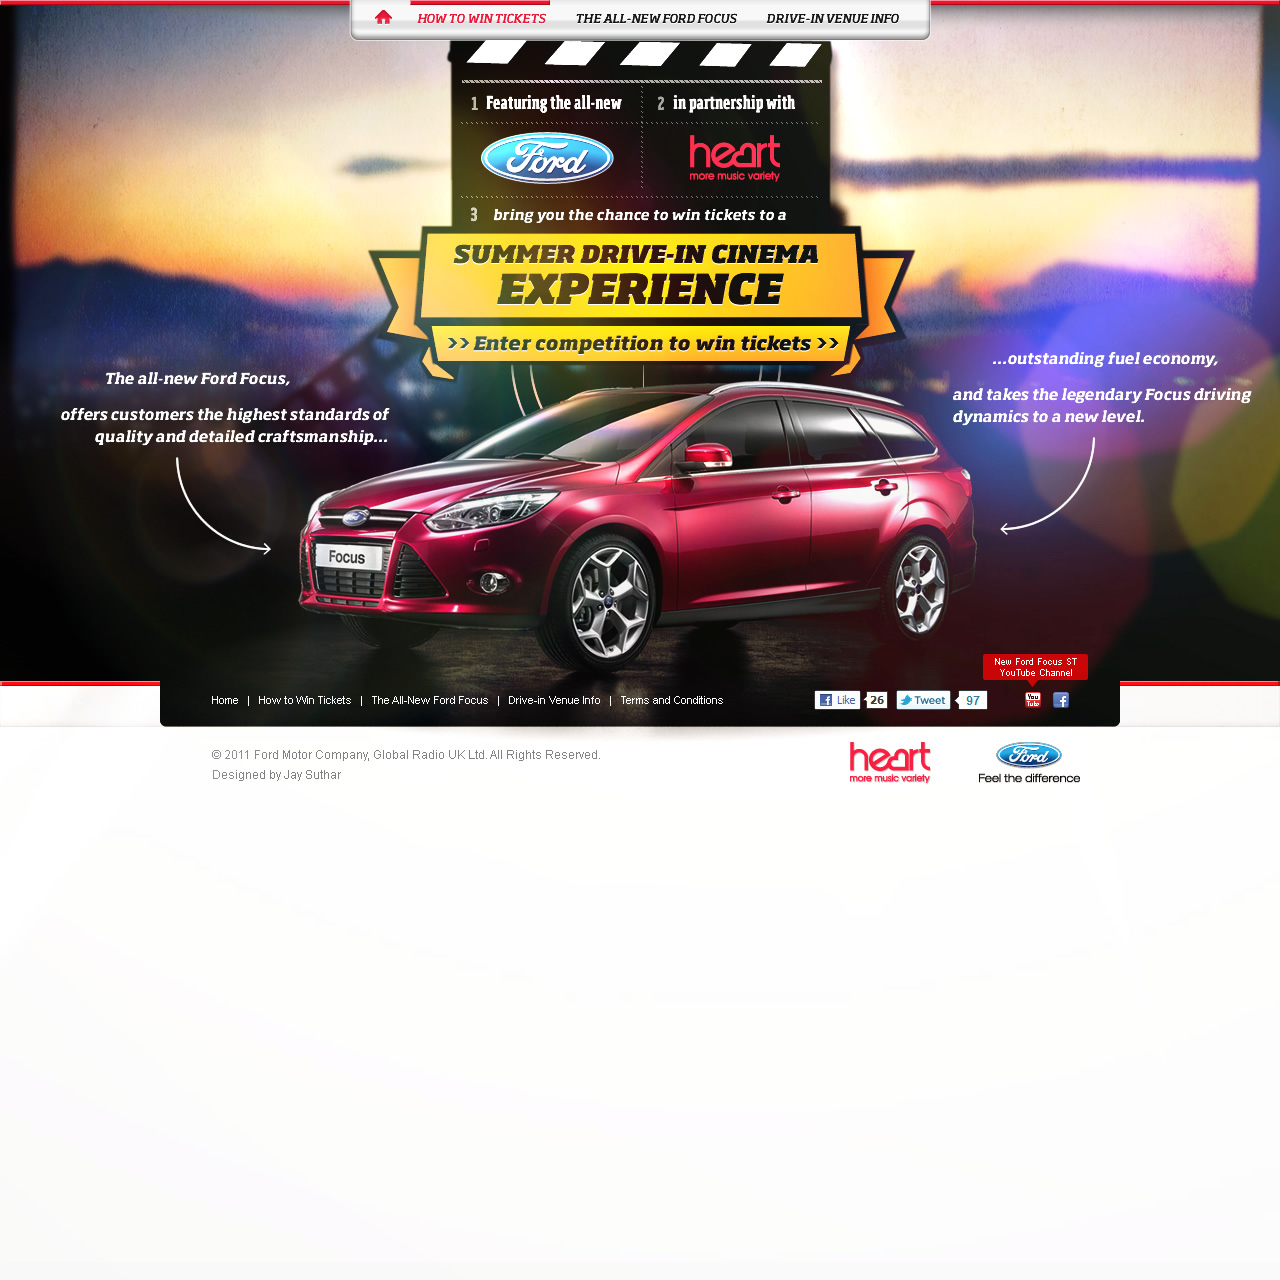 HOW TO WIN TICKETS THE ALL-NEW FORD FOCUS DRIVE-IN VENUE INFO
1 Featuring the all-new
2 in partnership with
Ford
heart
more music variety
3 bring you the chance to win tickets to a
SUMMER DRIVE-IN CINEMA
EXPERIENCE
>> Enter competition to win tickets >>
The all-new Ford Focus,
offers customers the highest standards of
quality and detailed craftsmanship...
...outstanding fuel economy,
and takes the legendary Focus driving
dynamics to a new level.
Ford
Focus
New Ford Focus ST
YouTube Channel
Home | How to Win Tickets | The All-New Ford Focus | Drive-in Venue Info | Terms and Conditions
f Like 26 Tweet 97 You Tube f
© 2011 Ford Motor Company, Global Radio UK Ltd. All Rights Reserved.
Designed by Jay Suthar
heart
more music variety
Ford
Feel the difference